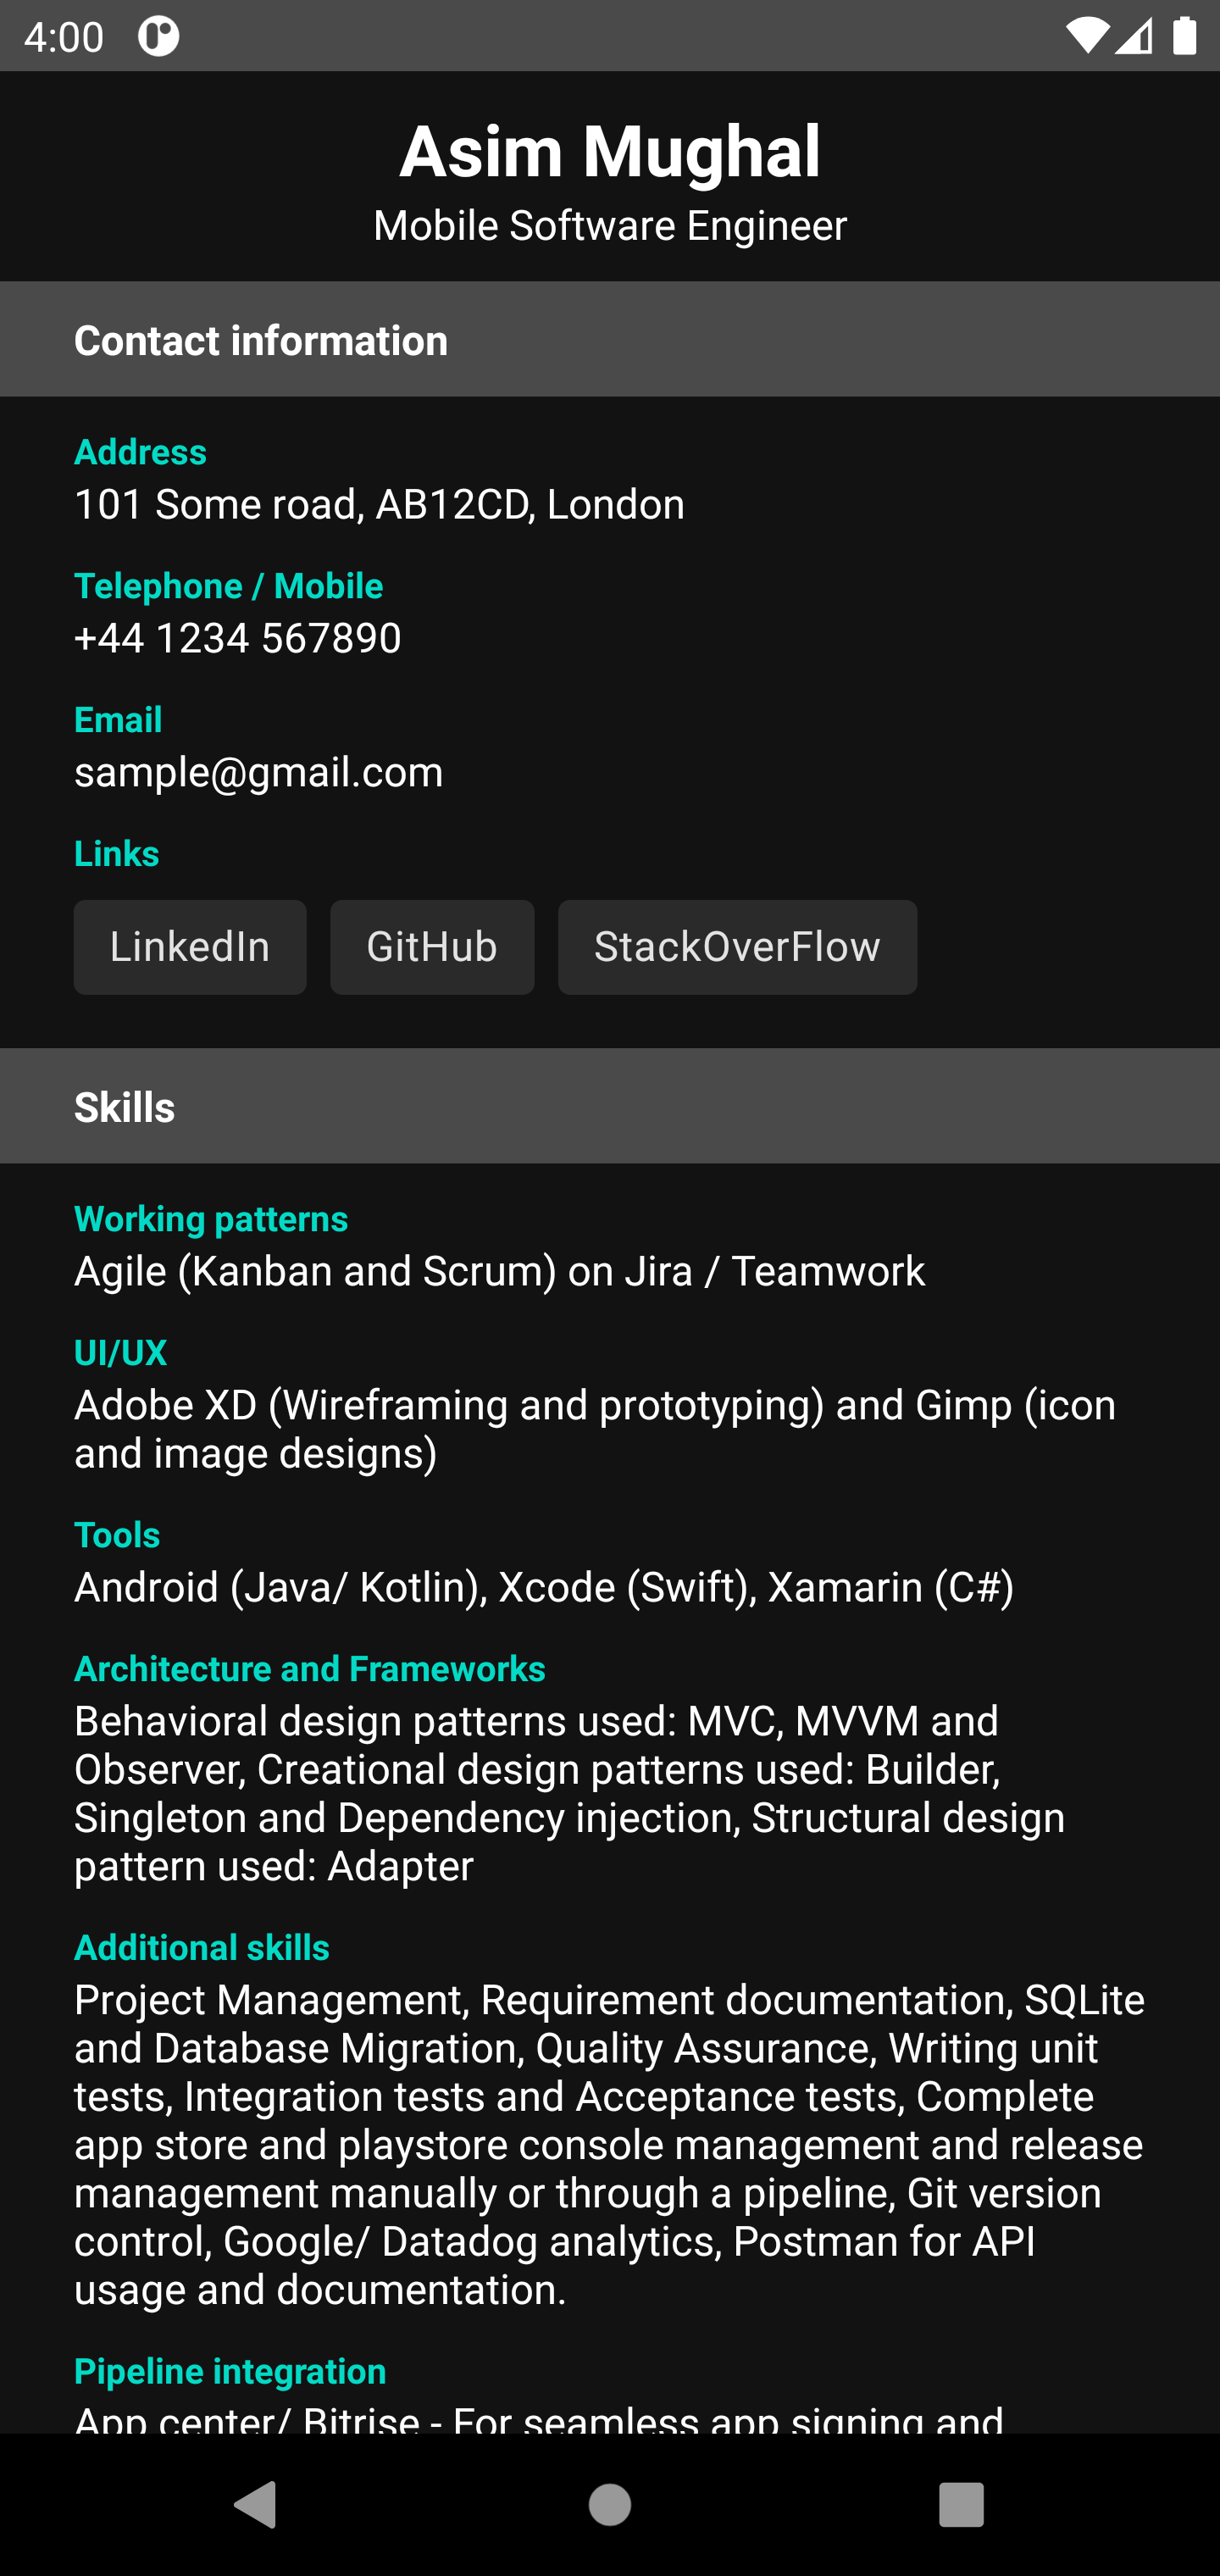 4:00
Asim Mughal
Mobile Software Engineer
Contact information
Address
101 Some road, AB12CD, London
Telephone / Mobile
+44 1234 567890
Email
sample@gmail.com
Links
LinkedIn GitHub StackOverFlow
Skills
Working patterns
Agile (Kanban and Scrum) on Jira / Teamwork
UI/UX
Adobe XD (Wireframing and prototyping) and Gimp (icon
and image designs)
Tools
Android (Java/ Kotlin), Xcode (Swift), Xamarin (C#)
Architecture and Frameworks
Behavioral design patterns used: MVC, MVVM and
Observer, Creational design patterns used: Builder,
Singleton and Dependency injection, Structural design
pattern used: Adapter
Additional skills
Project Management, Requirement documentation, SQLite
and Database Migration, Quality Assurance, Writing unit
tests, Integration tests and Acceptance tests, Complete
app store and playstore console management and release
management manually or through a pipeline, Git version
control, Google/ Datadog analytics, Postman for API
usage and documentation.
Pipeline integration
App center/ Bitrise - For seamless app signing and